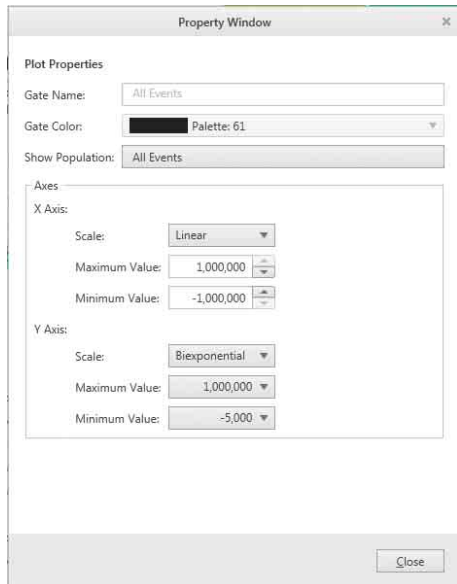 Property Window
Plot Properties
Gate Name: All Events
Gate Color: Palette: 61
Show Population: All Events
Axes
X Axis:
Scale: Linear
Maximum Value: 1,000,000
Minimum Value: -1,000,000
Y Axis:
Scale: Biexponential
Maximum Value: 1,000,000
Minimum Value: -5,000
Close